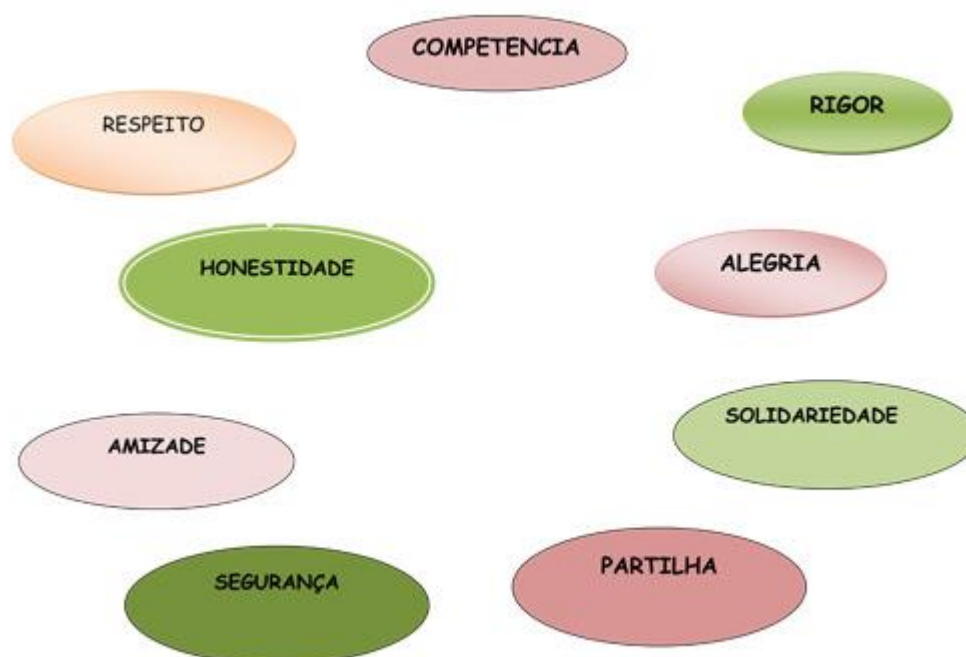 COMPETENCIA
RIGOR
RESPEITO
HONESTIDADE
ALEGRIA
SOLIDARIEDADE
AMIZADE
PARTILHA
SEGURANÇA